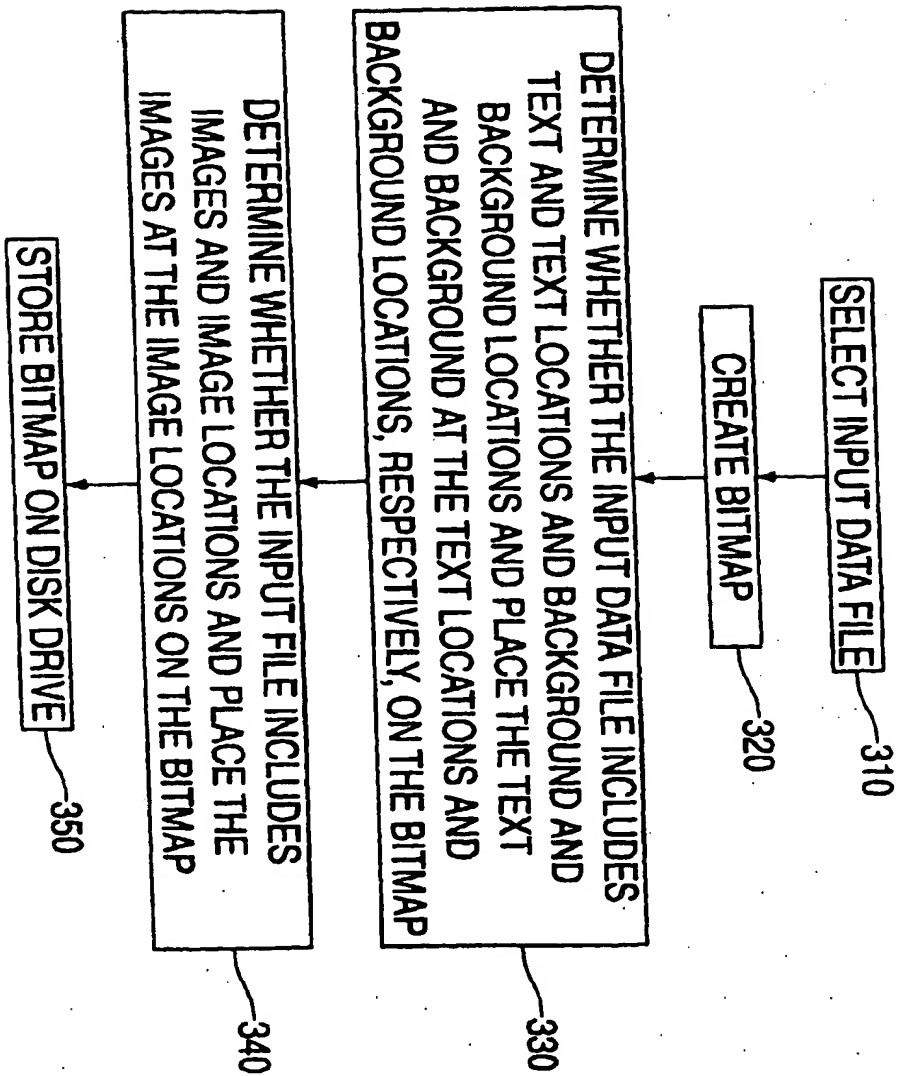 SELECT INPUT DATA FILE
310
CREATE BITMAP
320
DETERMINE WHETHER THE INPUT DATA FILE INCLUDES
TEXT AND TEXT LOCATIONS AND BACKGROUND AND
BACKGROUND LOCATIONS AND PLACE THE TEXT
AND BACKGROUND AT THE TEXT LOCATIONS AND
BACKGROUND LOCATIONS, RESPECTIVELY, ON THE BITMAP
330
DETERMINE WHETHER THE INPUT FILE INCLUDES
IMAGES AND IMAGE LOCATIONS AND PLACE THE
IMAGES AT THE IMAGE LOCATIONS ON THE BITMAP
340
STORE BITMAP ON DISK DRIVE
350